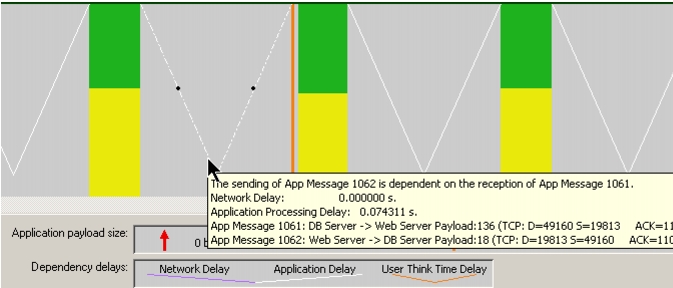 The sending of App Message 1062 is dependent on the reception of App Message 1061.
Network Delay: 0.000000 s.
Application Processing Delay: 0.074311 s.
App Message 1061: DB Server -> Web Server Payload:136 (TCP: D=49160 S=19813 ACK=11
App Message 1062: Web Server -> DB Server Payload:18 (TCP: D=19813 S=49160 ACK=110
Application payload size: 0 b
Dependency delays: Network Delay Application Delay User Think Time Delay